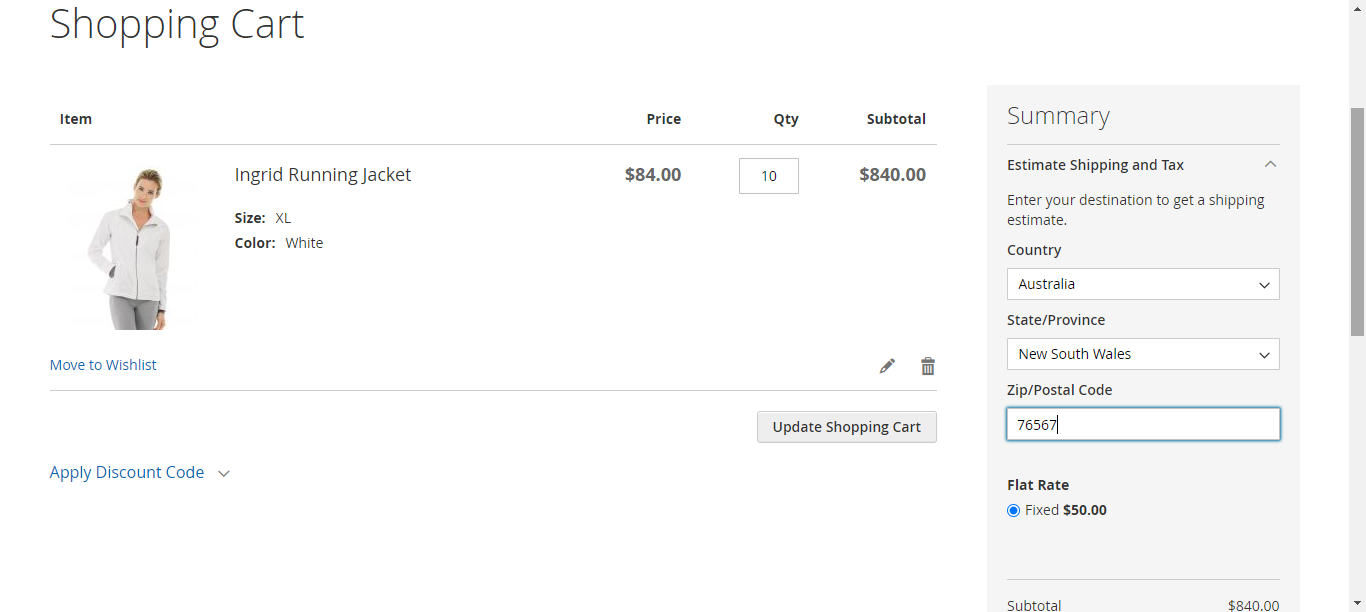 Shopping Cart
Item Price Qty Subtotal
Ingrid Running Jacket $84.00 10 $840.00
Size: XL
Color: White
Move to Wishlist
Update Shopping Cart
Apply Discount Code
Summary
Estimate Shipping and Tax
Enter your destination to get a shipping
estimate.
Country
Australia
State/Province
New South Wales
Zip/Postal Code
76567
Flat Rate
Fixed $50.00
Subtotal $840.00